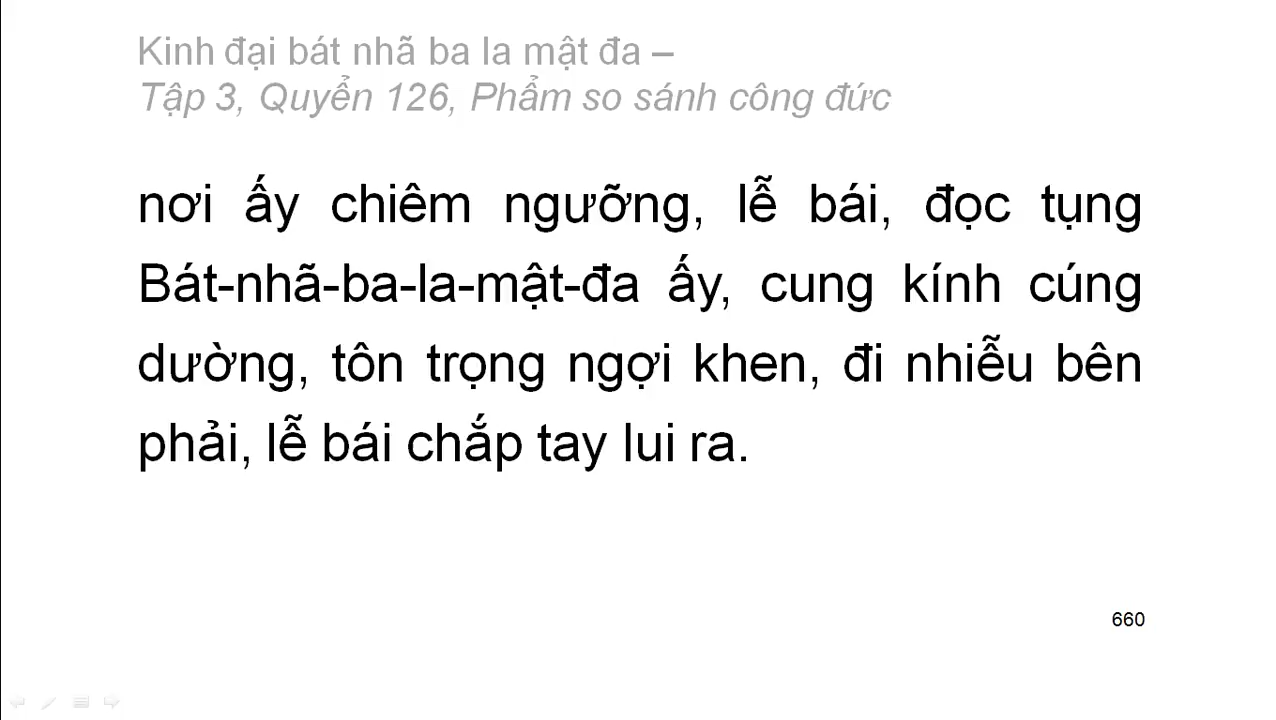 Kinh đại bát nhã ba la mật đa –
Tập 3, Quyển 126, Phẩm so sánh công đức
nơi ấy chiêm ngưỡng, lễ bái, đọc tụng
Bát-nhã-ba-la-mật-đa ấy, cung kính cúng
dường, tôn trọng ngợi khen, đi nhiễu bên
phải, lễ bái chắp tay lui ra.
660